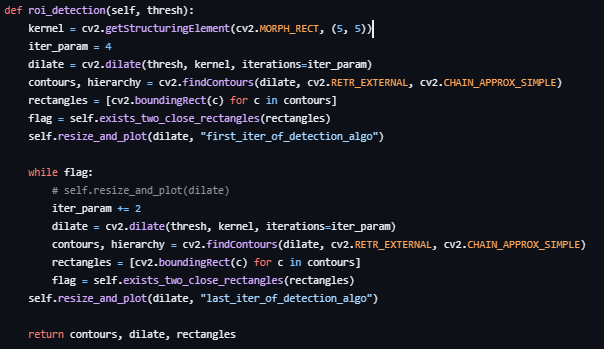 def roi_detection(self, thresh):
    kernel = cv2.getStructuringElement(cv2.MORPH_RECT, (5, 5))
    iter_param = 4
    dilate = cv2.dilate(thresh, kernel, iterations=iter_param)
    contours, hierarchy = cv2.findContours(dilate, cv2.RETR_EXTERNAL, cv2.CHAIN_APPROX_SIMPLE)
    rectangles = [cv2.boundingRect(c) for c in contours]
    flag = self.exists_two_close_rectangles(rectangles)
    self.resize_and_plot(dilate, "first_iter_of_detection_algo")

    while flag:
        # self.resize_and_plot(dilate)
        iter_param += 2
        dilate = cv2.dilate(thresh, kernel, iterations=iter_param)
        contours, hierarchy = cv2.findContours(dilate, cv2.RETR_EXTERNAL, cv2.CHAIN_APPROX_SIMPLE)
        rectangles = [cv2.boundingRect(c) for c in contours]
        flag = self.exists_two_close_rectangles(rectangles)
    self.resize_and_plot(dilate, "last_iter_of_detection_algo")

    return contours, dilate, rectangles